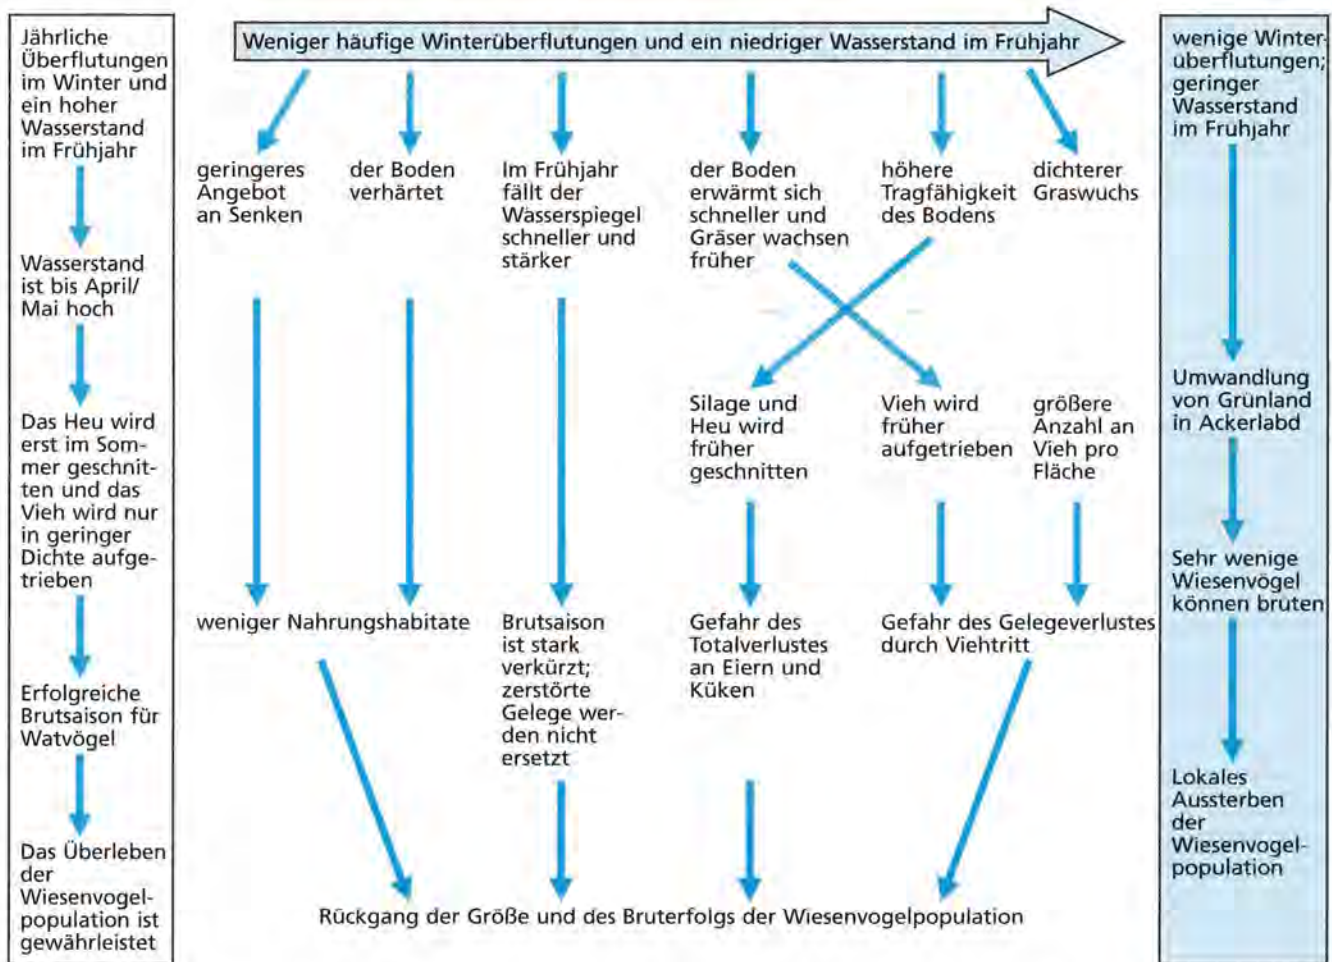 Jährliche
Überflutungen
im Winter und
ein hoher
Wasserstand
im Frühjahr
Wasserstand
ist bis April/
Mai hoch
Das Heu wird
erst im Som-
mer geschnit-
ten und das
Vieh wird nur
in geringer
Dichte aufge-
trieben
Erfolgreiche
Brutsaison für
Watvögel
Das Überleben
der
Wiesenvogel-
population ist
gewährleistet
Weniger häufige Winterüberflutungen und ein niedriger Wasserstand im Frühjahr
geringeres
Angebot
an Senken
der Boden
verhärtet
Im Frühjahr
fällt der
Wasserspiegel
schneller und
stärker
der Boden
erwärmt sich
schneller und
Gräser wachsen
früher
höhere
Tragfähigkeit
des Bodens
dichterer
Graswuchs
Silage und
Heu wird
früher
geschnitten
Vieh wird
früher
aufgetrieben
größere
Anzahl an
Vieh pro
Fläche
weniger Nahrungshabitate
Brutsaison
ist stark
verkürzt;
zerstörte
Gelege wer-
den nicht
ersetzt
Gefahr des
Totalverlustes
an Eiern und
Küken
Gefahr des Gelegeverlustes
durch Viehtritt
Rückgang der Größe und des Bruterfolgs der Wiesenvogelpopulation
wenige Winter-
überflutungen;
geringer
Wasserstand
im Frühjahr
Umwandlung
von Grünland
in Ackerlabd
Sehr wenige
Wiesenvögel
können bruten
Lokales
Aussterben
der
Wiesenvogel-
population